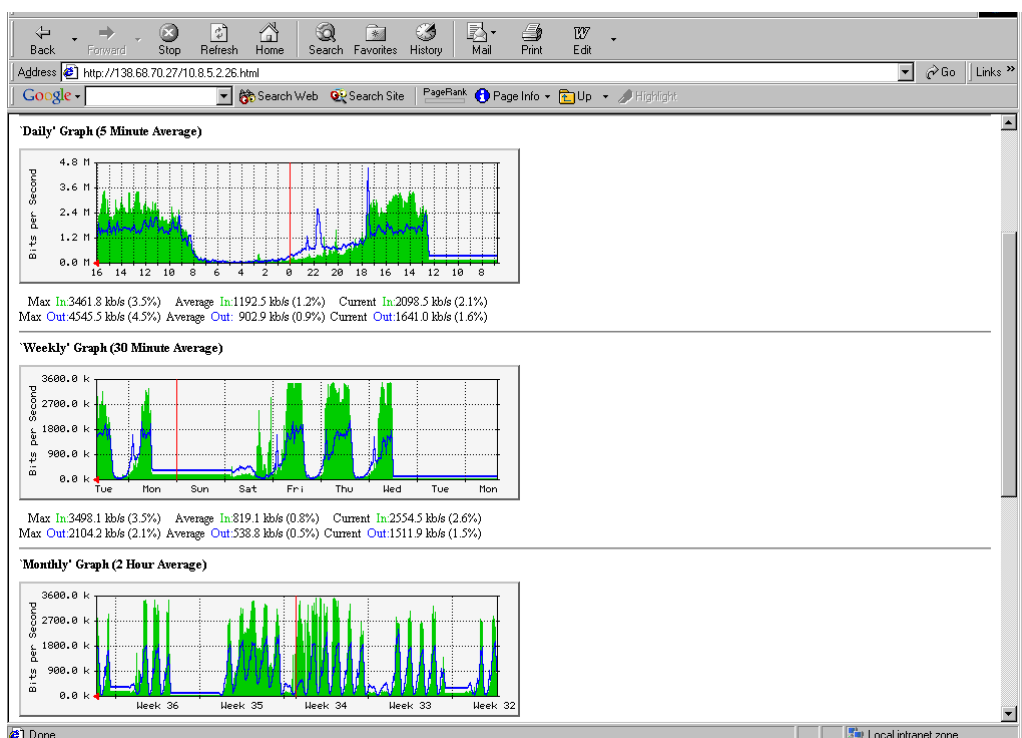 Back Forward Stop Refresh Home Search Favorites History Mail Print Edit
Address http://138.68.70.27/10.8.5.2.26.html Go Links »
Google Search Web Search Site PageRank Page Info Up Highlight
`Daily' Graph (5 Minute Average)
Bits per Second
4.8 M
3.6 M
2.4 M
1.2 M
0.0 M
16 14 12 10 8 6 4 2 0 22 20 18 16 14 12 10 8
Max In:3461.8 kb/s (3.5%) Average In:1192.5 kb/s (1.2%) Current In:2098.5 kb/s (2.1%)
Max Out:4545.5 kb/s (4.5%) Average Out: 902.9 kb/s (0.9%) Current Out:1641.0 kb/s (1.6%)
`Weekly' Graph (30 Minute Average)
Bits per Second
3600.0 k
2700.0 k
1800.0 k
900.0 k
0.0 k
Tue Mon Sun Sat Fri Thu Wed Tue Mon
Max In:3498.1 kb/s (3.5%) Average In:819.1 kb/s (0.8%) Current In:2554.5 kb/s (2.6%)
Max Out:2104.2 kb/s (2.1%) Average Out:538.8 kb/s (0.5%) Current Out:1511.9 kb/s (1.5%)
`Monthly' Graph (2 Hour Average)
Bits per Second
3600.0 k
2700.0 k
1800.0 k
900.0 k
0.0 k
Week 36 Week 35 Week 34 Week 33 Week 32
Done Local intranet zone